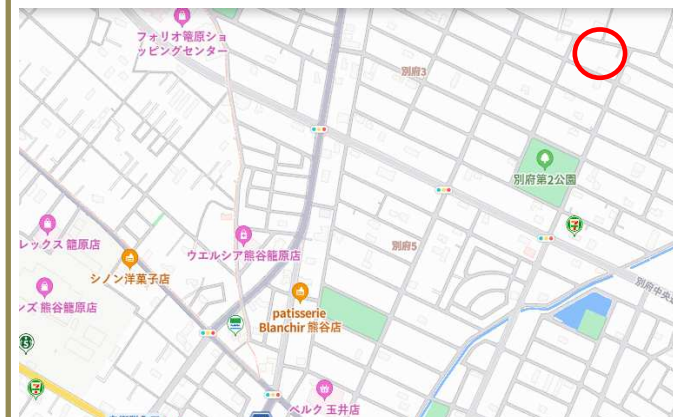 フォリオ篭原ショ
ッピングセンター
別府3
別府第2公園
レックス 籠原店
ウエルシア熊谷籠原店
別府5
シノン洋菓子店
別府中央通
ズ 熊谷籠原店
patisserie
Blanchir 熊谷店
ベルク 玉井店